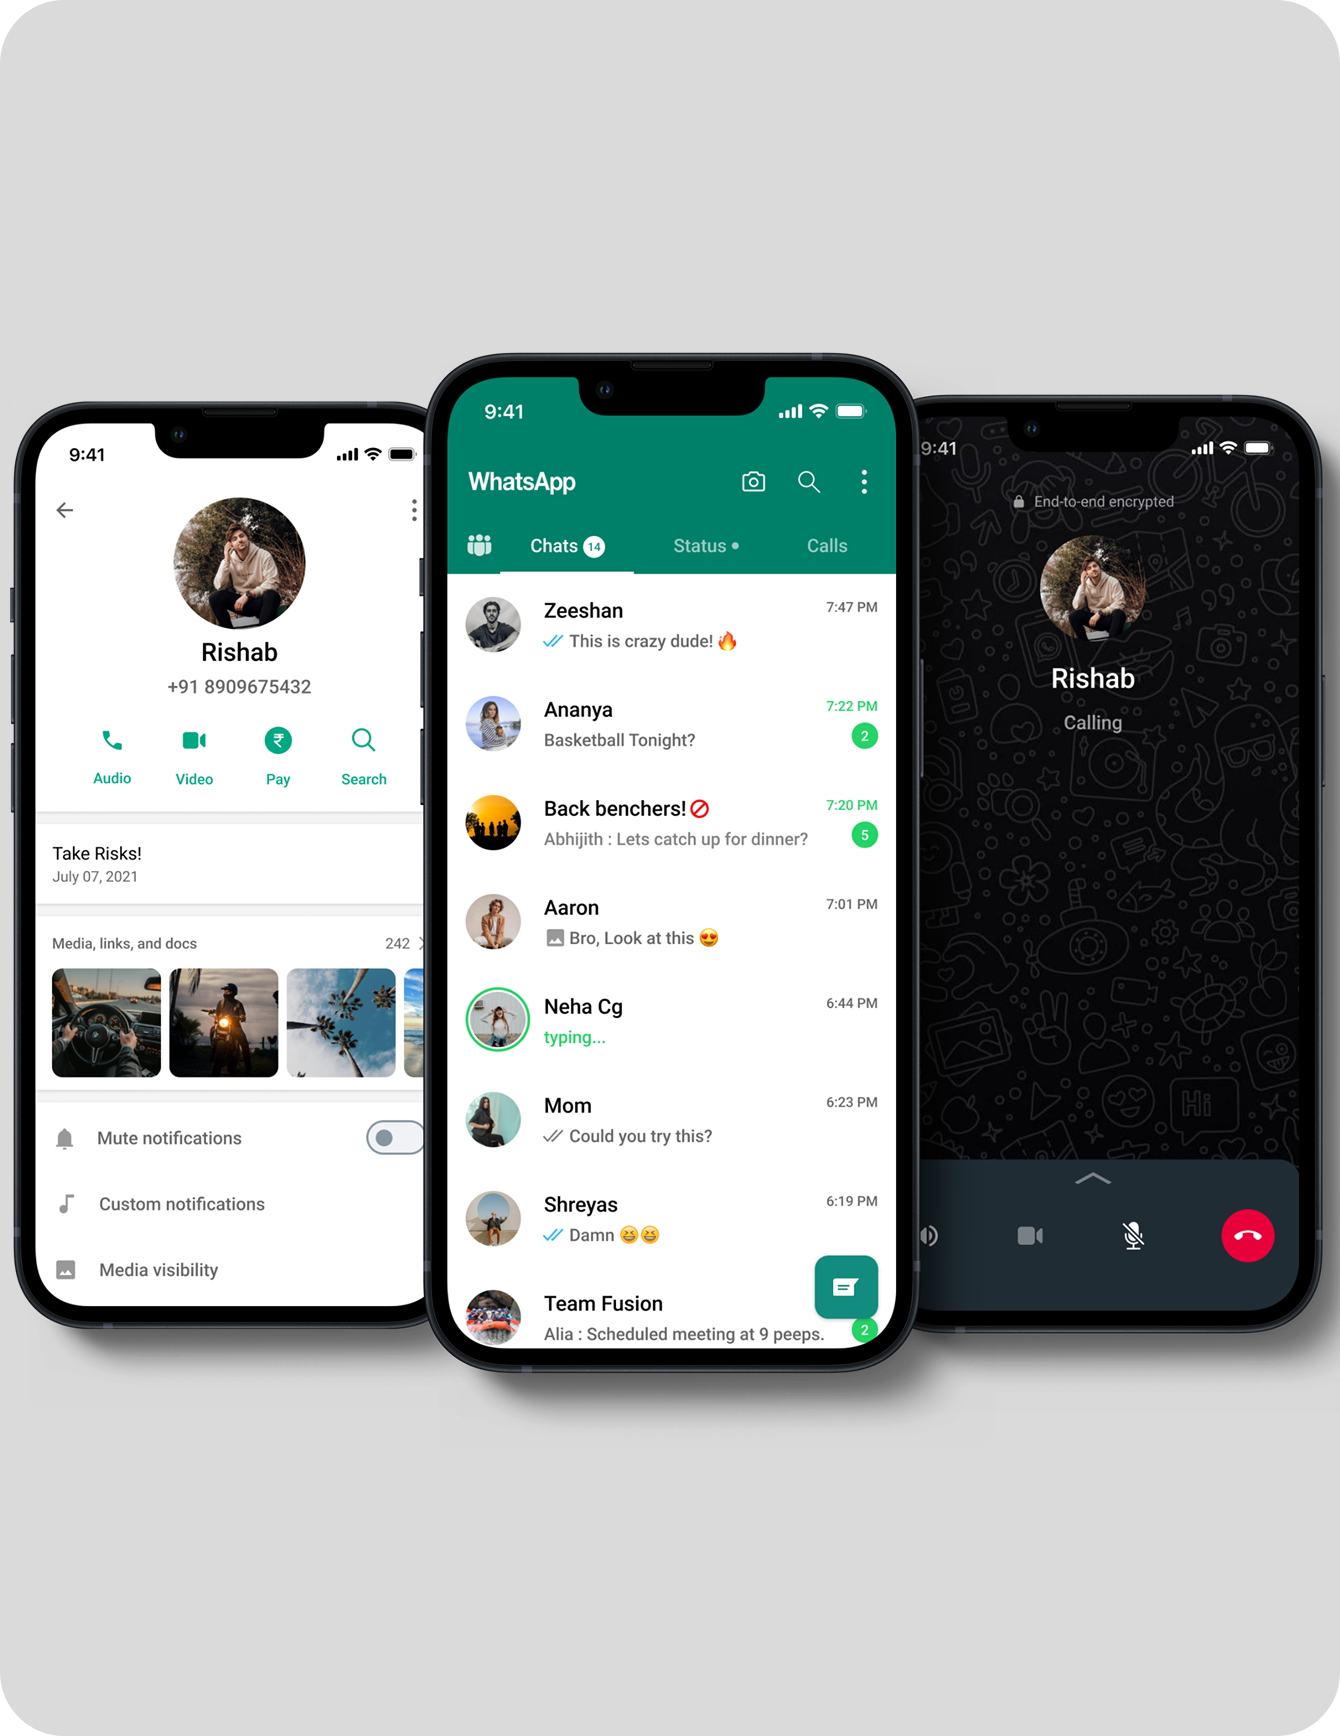 9:41
Rishab
+91 8909675432
Audio
Video
Pay
Search
Take Risks!
July 07, 2021
Media, links, and docs
242
Mute notifications
Custom notifications
Media visibility
9:41
WhatsApp
Chats 14
Status
Calls
Zeeshan
7:47 PM
This is crazy dude! 🔥
Ananya
7:22 PM
Basketball Tonight?
2
Back benchers! 🚫
7:20 PM
Abhijith : Lets catch up for dinner?
5
Aaron
7:01 PM
Bro, Look at this 😍
Neha Cg
6:44 PM
typing...
Mom
6:23 PM
Could you try this?
Shreyas
6:19 PM
Damn 😆😆
Team Fusion
Alia : Scheduled meeting at 9 peeps.
2
9:41
End-to-end encrypted
Rishab
Calling
Hi